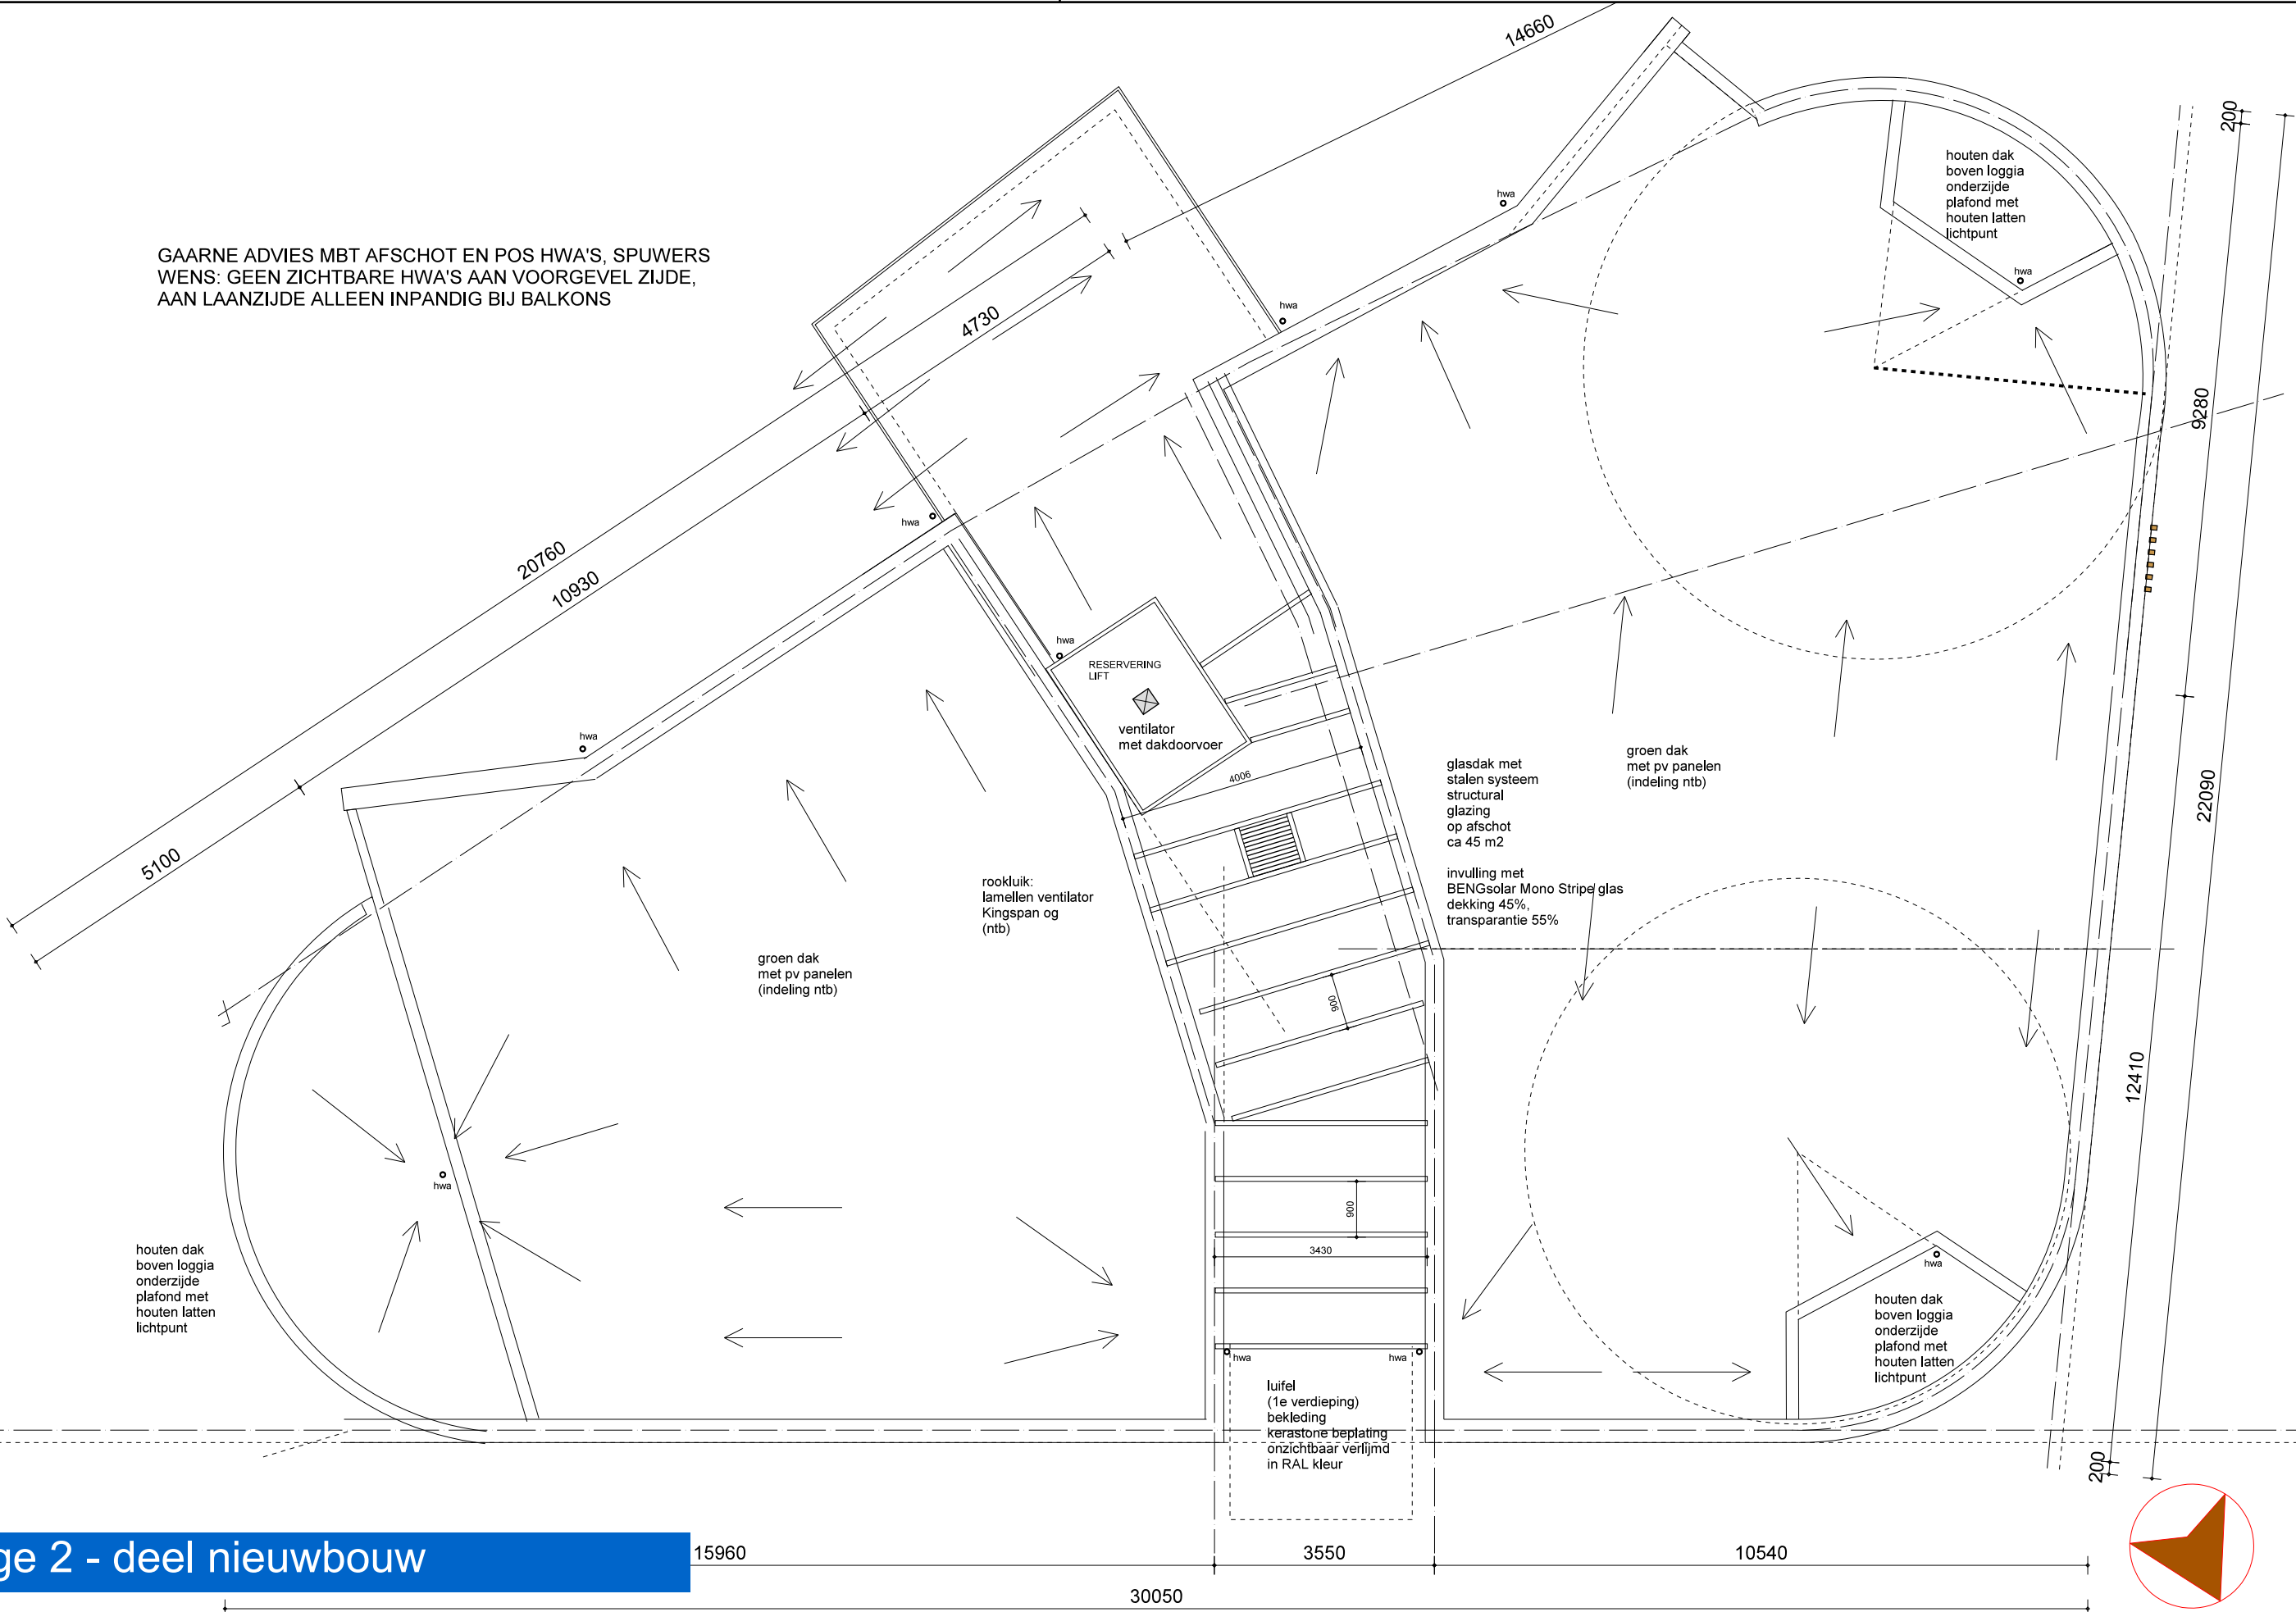 14660
200
houten dak
boven loggia
onderzijde
plafond met
houten latten
lichtpunt
hwa
hwa
GAARNE ADVIES MBT AFSCHOT EN POS HWA'S, SPUWERS
WENS: GEEN ZICHTBARE HWA'S AAN VOORGEVEL ZIJDE,
AAN LAANZIJDE ALLEEN INPANDIG BIJ BALKONS
hwa
4730
9280
hwa
20760
10930
hwa
RESERVERING
LIFT
ventilator
met dakdoorvoer
hwa
4006
glasdak met
stalen systeem
structural
glazing
op afschot
ca 45 m2
invulling met
BENGsolar Mono Stripe glas
dekking 45%,
transparantie 55%
groen dak
met pv panelen
(indeling ntb)
22090
5100
rookluik:
lamellen ventilator
Kingspan og
(ntb)
groen dak
met pv panelen
(indeling ntb)
900
12410
hwa
900
3430
houten dak
boven loggia
onderzijde
plafond met
houten latten
lichtpunt
hwa
houten dak
boven loggia
onderzijde
plafond met
houten latten
lichtpunt
hwa
hwa
luifel
(1e verdieping)
bekleding
kerastone beplating
onzichtbaar verlijmd
in RAL kleur
200
ge 2 - deel nieuwbouw
15960
3550
10540
30050